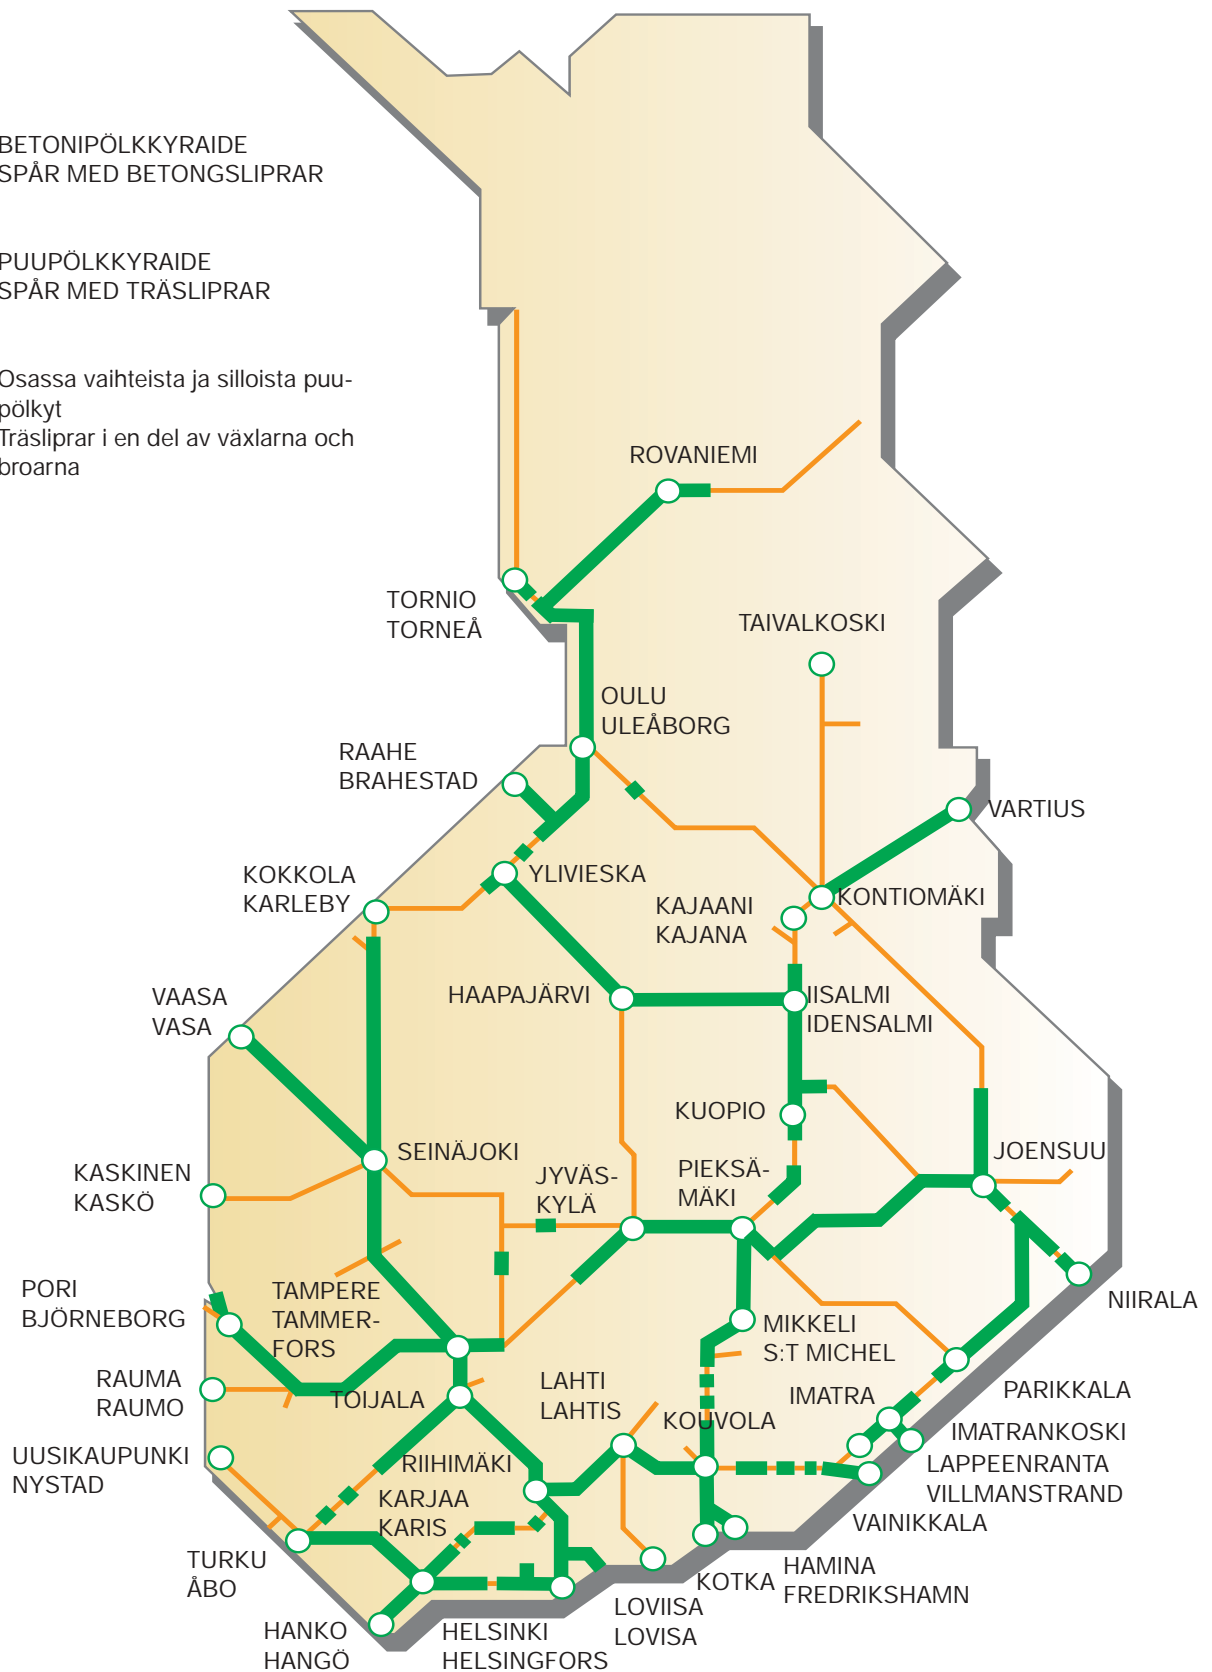 BETONIPÖLKKYRAIDE
SPÅR MED BETONGSLIPRAR
PUUPÖLKKYRAIDE
SPÅR MED TRÄSLIPRAR
Osassa vaihteista ja silloista puu-
pölkyt
Träsliprar i en del av växlarna och
broarna
ROVANIEMI
TORNIO
TORNEÅ
TAIVALKOSKI
OULU
ULEÅBORG
RAAHE
BRAHESTAD
VARTIUS
YLIVIESKA
KOKKOLA
KARLEBY
KAJAANI
KAJANA
KONTIOMÄKI
VAASA
VASA
HAAPAJÄRVI
IISALMI
IDENSALMI
KUOPIO
SEINÄJOKI
JOENSUU
KASKINEN
KASKÖ
JYVÄS-
KYLÄ
PIEKSÄ-
MÄKI
PORI
BJÖRNEBORG
TAMPERE
TAMMER-
FORS
NIIRALA
MIKKELI
S:T MICHEL
RAUMA
RAUMO
TOIJALA
LAHTI
LAHTIS
IMATRA
PARIKKALA
KOUVOLA
IMATRANKOSKI
UUSIKAUPUNKI
NYSTAD
RIIHIMÄKI
LAPPEENRANTA
VILLMANSTRAND
KARJAA
KARIS
VAINIKKALA
TURKU
ÅBO
KOTKA
HAMINA
FREDRIKSHAMN
LOVIISA
LOVISA
HANKO
HANGÖ
HELSINKI
HELSINGFORS